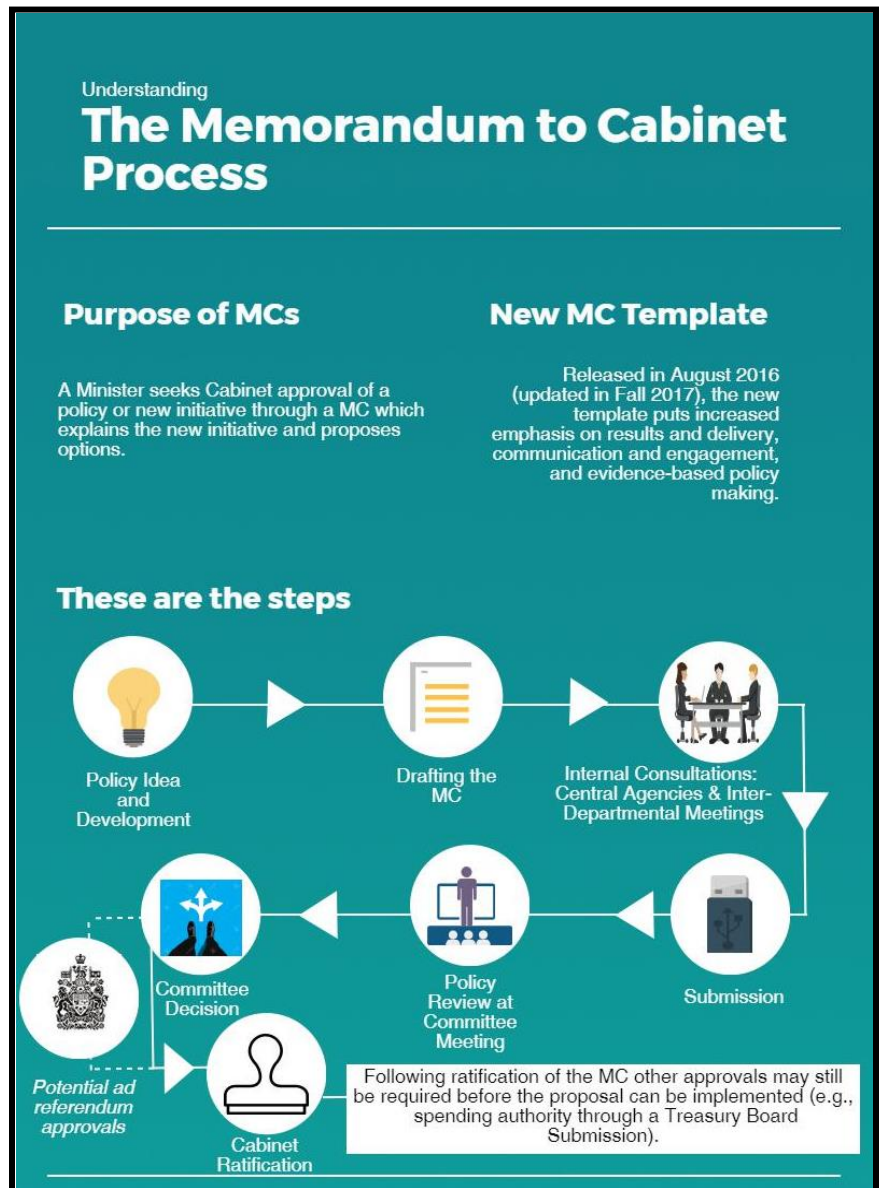 Understanding
The Memorandum to Cabinet
Process
Purpose of MCs
A Minister seeks Cabinet approval of a
policy or new initiative through a MC which
explains the new initiative and proposes
options.
New MC Template
Released in August 2016
(updated in Fall 2017), the new
template puts increased
emphasis on results and delivery,
communication and engagement,
and evidence-based policy
making.
These are the steps
Policy Idea
and
Development
Drafting the
MC
Internal Consultations:
Central Agencies & Inter-
Departmental Meetings
Submission
Policy
Review at
Committee
Meeting
Committee
Decision
Potential ad
referendum
approvals
Cabinet
Ratification
Following ratification of the MC other approvals may still
be required before the proposal can be implemented (e.g.,
spending authority through a Treasury Board
Submission).